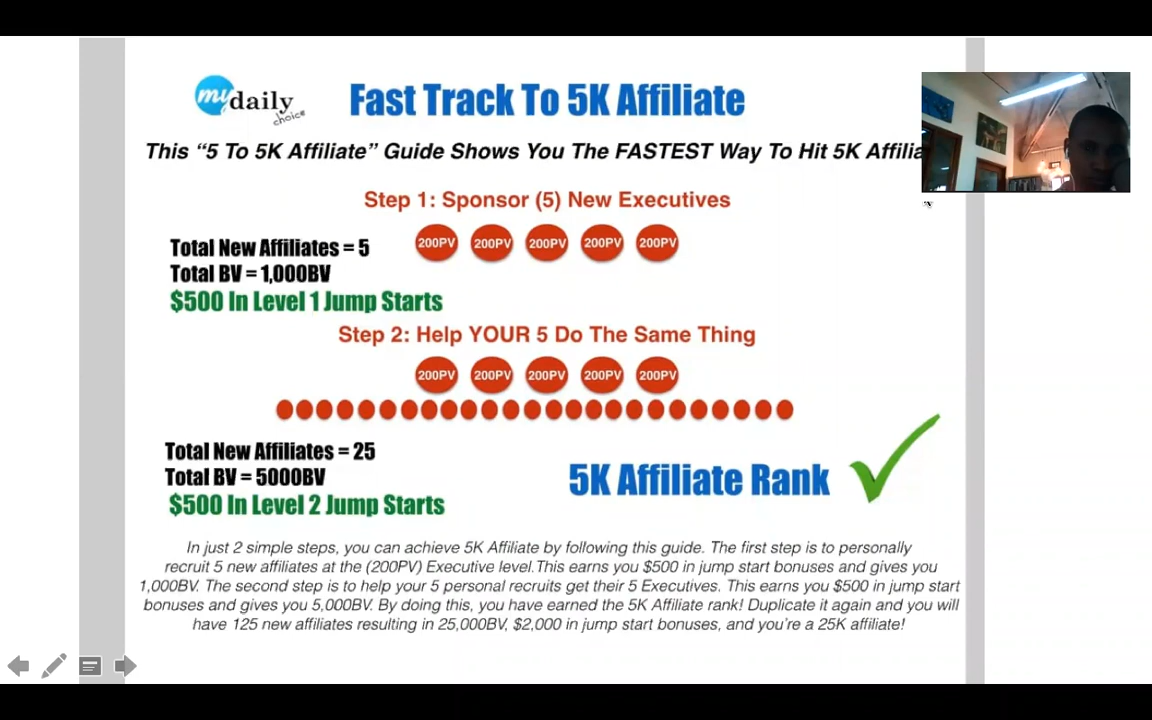 my daily choice
Fast Track To 5K Affiliate
This “5 To 5K Affiliate” Guide Shows You The FASTEST Way To Hit 5K
Step 1: Sponsor (5) New Executives
200PV 200PV 200PV 200PV 200PV
Total New Affiliates = 5
Total BV = 1,000BV
$500 In Level 1 Jump Starts
Step 2: Help YOUR 5 Do The Same Thing
200PV 200PV 200PV 200PV 200PV
Total New Affiliates = 25
Total BV = 5000BV
$500 In Level 2 Jump Starts
5K Affiliate Rank
In just 2 simple steps, you can achieve 5K Affiliate by following this guide. The first step is to personally
recruit 5 new affiliates at the (200PV) Executive level.This earns you $500 in jump start bonuses and gives you
1,000BV. The second step is to help your 5 personal recruits get their 5 Executives. This earns you $500 in jump start
bonuses and gives you 5,000BV. By doing this, you have earned the 5K Affiliate rank! Duplicate it again and you will
have 125 new affiliates resulting in 25,000BV, $2,000 in jump start bonuses, and you’re a 25K affiliate!